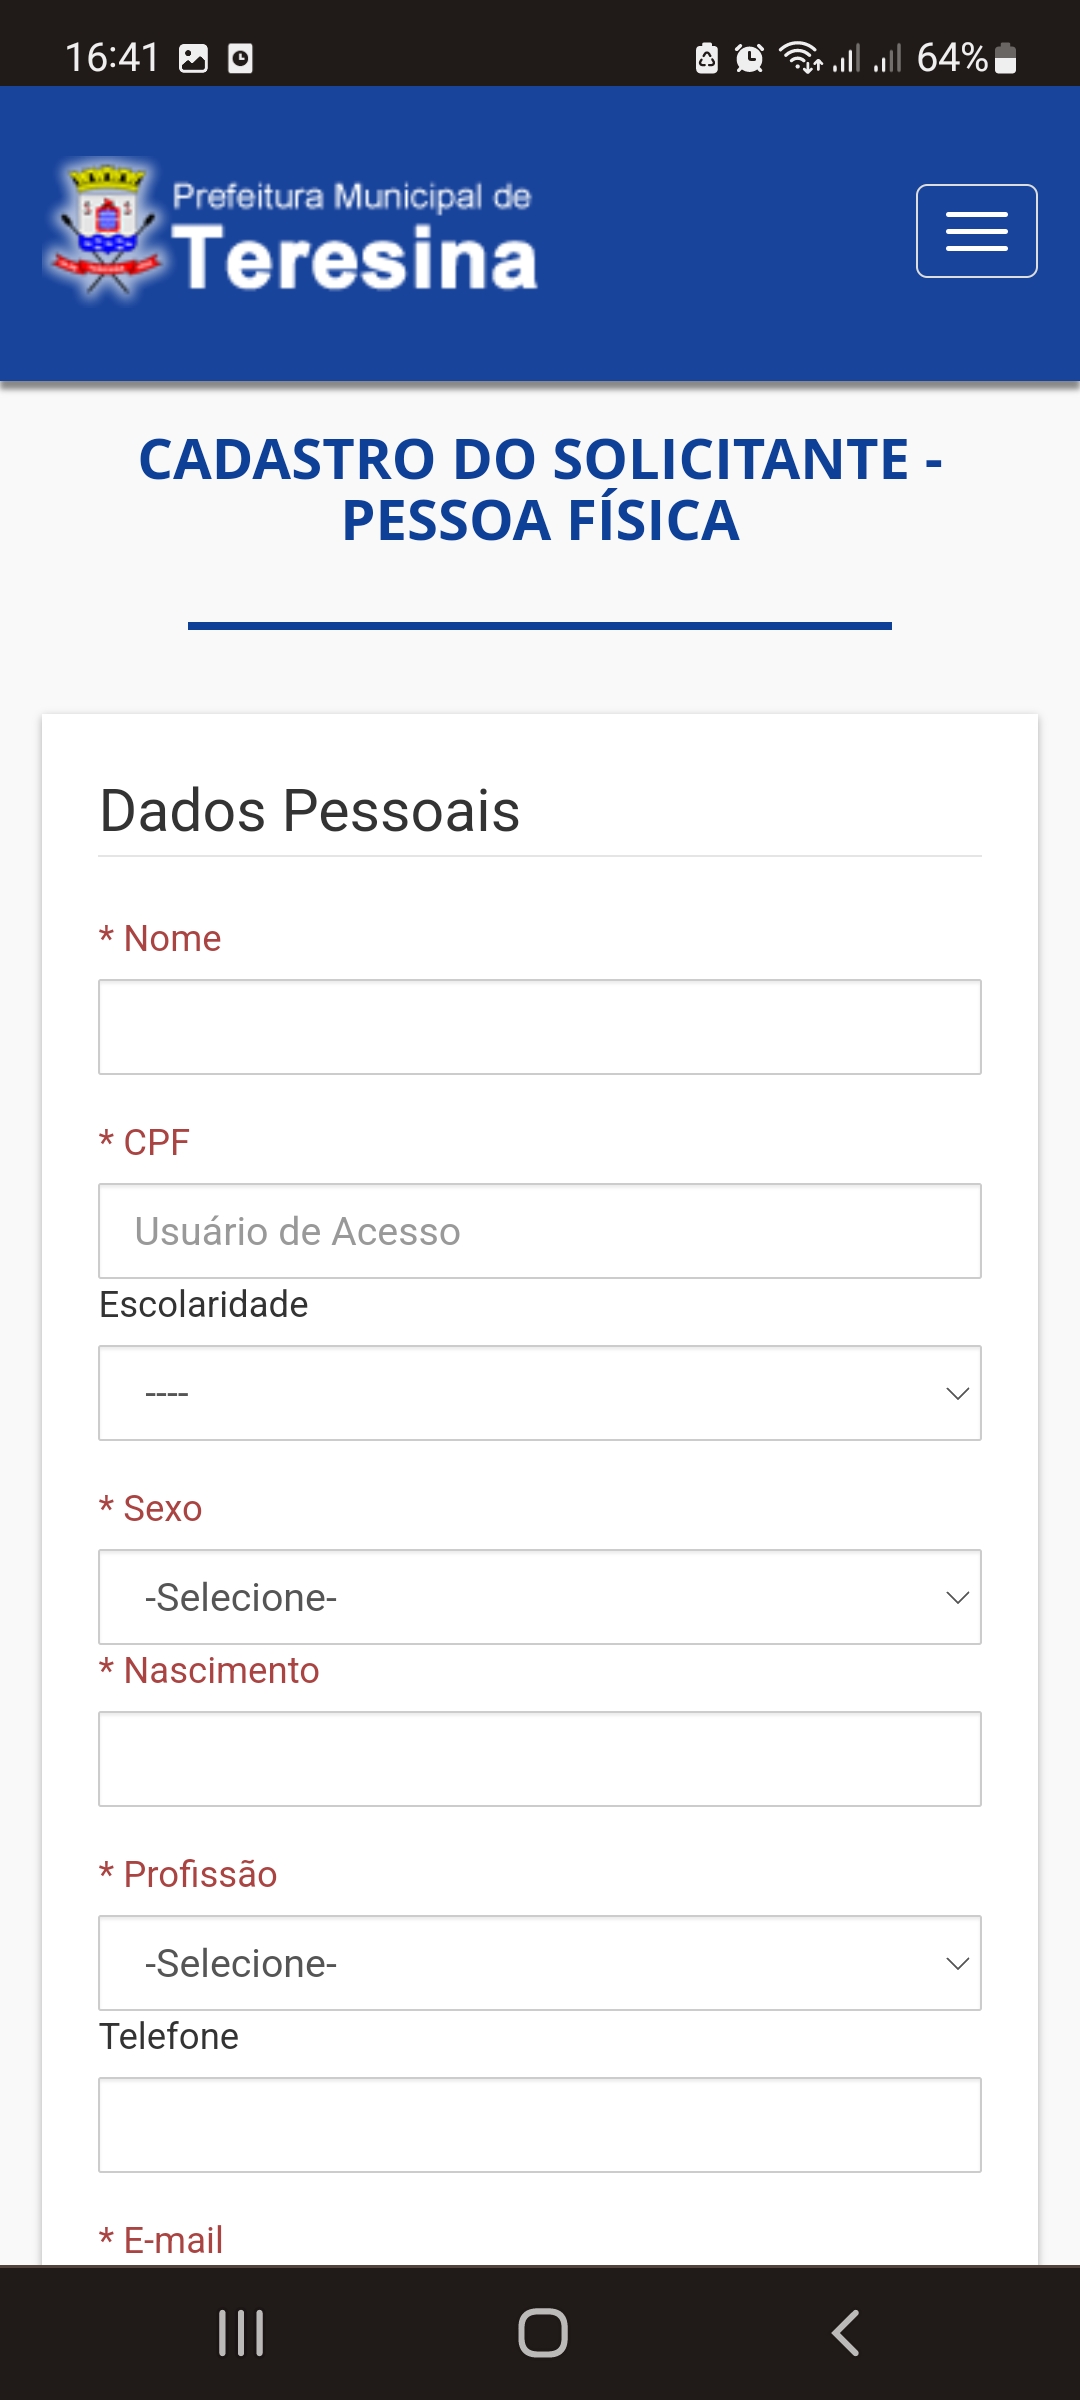 16:41
64%
Prefeitura Municipal de
Teresina
CADASTRO DO SOLICITANTE -
PESSOA FÍSICA
Dados Pessoais
* Nome
* CPF
Usuário de Acesso
Escolaridade
----
* Sexo
-Selecione-
* Nascimento
* Profissão
-Selecione-
Telefone
* E-mail